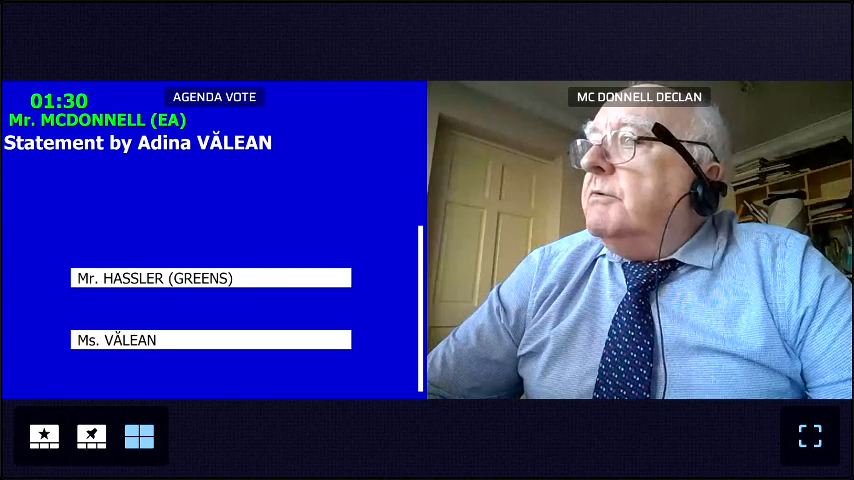 01:30
AGENDA VOTE
Mr. MCDONNELL (EA)
Statement by Adina VĂLEAN
Mr. HASSLER (GREENS)
Ms. VĂLEAN
MC DONNELL DECLAN